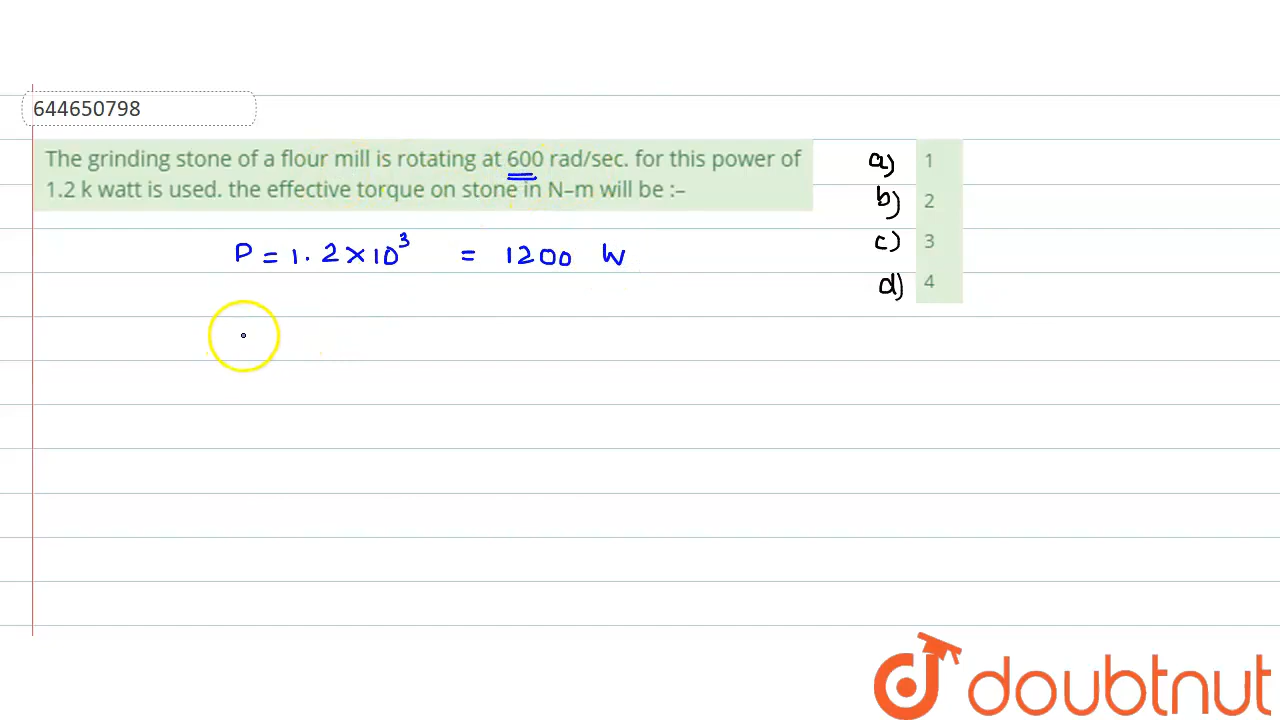 644650798
The grinding stone of a flour mill is rotating at 600 rad/sec. for this power of
1.2 k watt is used. the effective torque on stone in N–m will be :–
a) 1
b) 2
c) 3
d) 4
P = 1.2 × 10³ = 1200 W
doubtnut